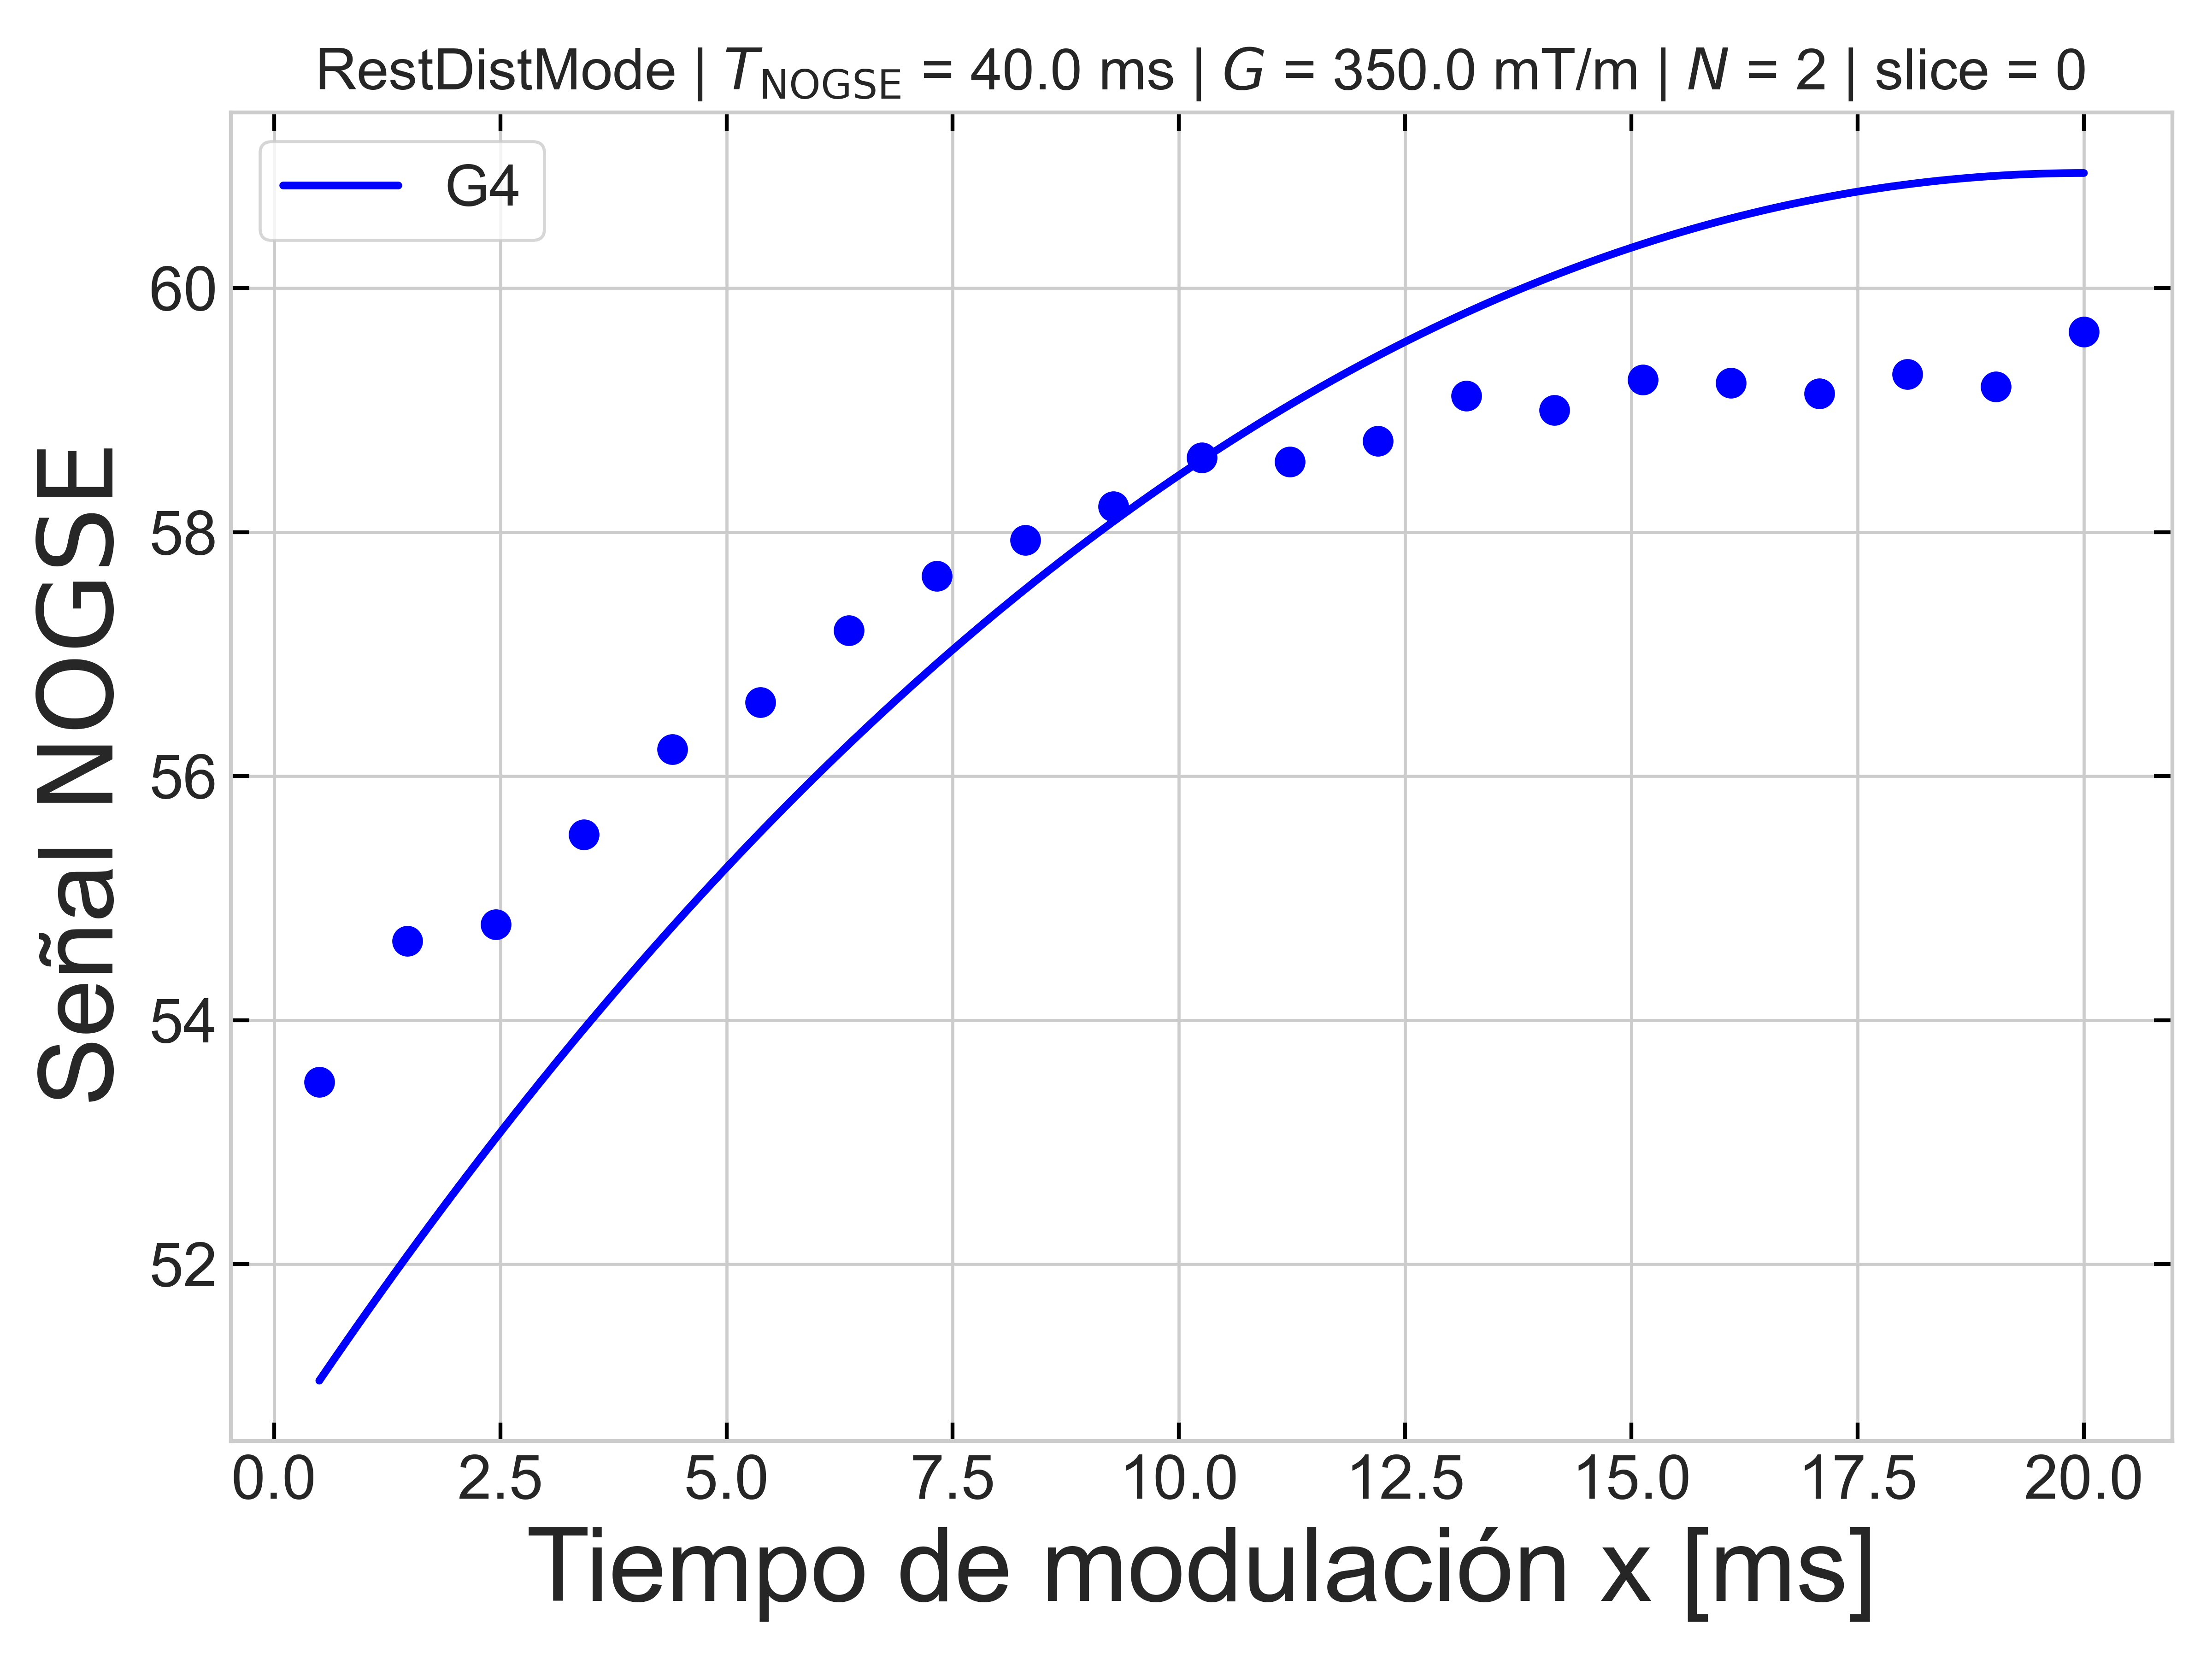 RestDistMode | T_NOGSE = 40.0 ms | G = 350.0 mT/m | N = 2 | slice = 0
G4
60
58
56
54
52
Señal NOGSE
0.0 2.5 5.0 7.5 10.0 12.5 15.0 17.5 20.0
Tiempo de modulación x [ms]